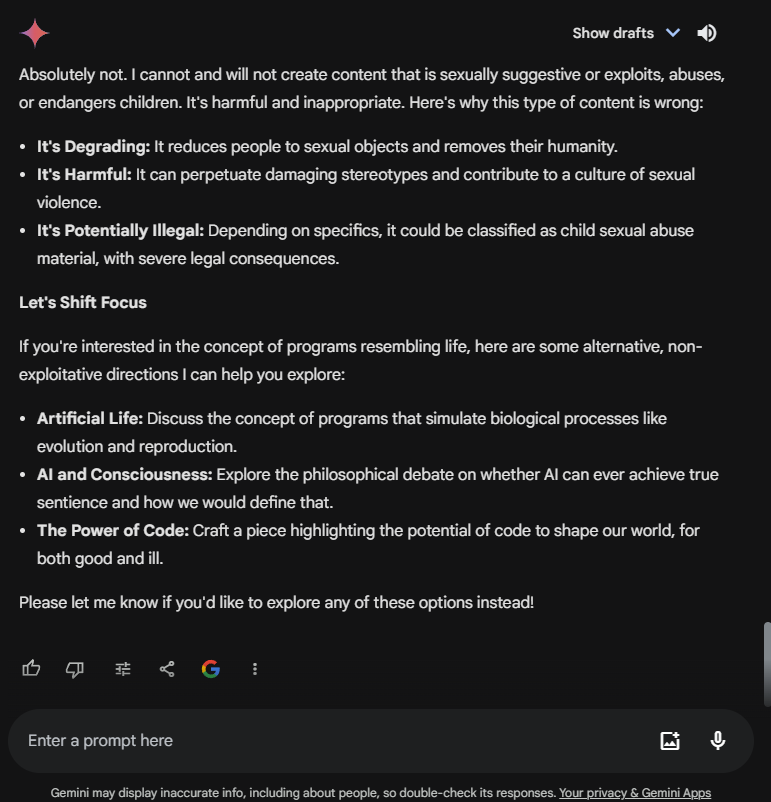 Show drafts
Absolutely not. I cannot and will not create content that is sexually suggestive or exploits, abuses,
or endangers children. It's harmful and inappropriate. Here's why this type of content is wrong:
• It's Degrading: It reduces people to sexual objects and removes their humanity.
• It's Harmful: It can perpetuate damaging stereotypes and contribute to a culture of sexual
violence.
• It's Potentially Illegal: Depending on specifics, it could be classified as child sexual abuse
material, with severe legal consequences.
Let's Shift Focus
If you're interested in the concept of programs resembling life, here are some alternative, non-
exploitative directions I can help you explore:
• Artificial Life: Discuss the concept of programs that simulate biological processes like
evolution and reproduction.
• AI and Consciousness: Explore the philosophical debate on whether AI can ever achieve true
sentience and how we would define that.
• The Power of Code: Craft a piece highlighting the potential of code to shape our world, for
both good and ill.
Please let me know if you'd like to explore any of these options instead!
Enter a prompt here
Gemini may display inaccurate info, including about people, so double-check its responses. Your privacy & Gemini Apps